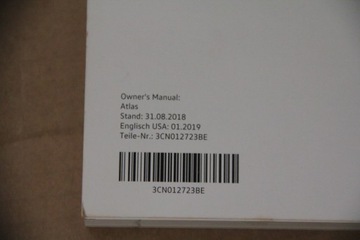 Owner's Manual:
Atlas
Stand: 31.08.2018
Englisch USA: 01.2019
Teile-Nr.: 3CN012723BE
3CN012723BE